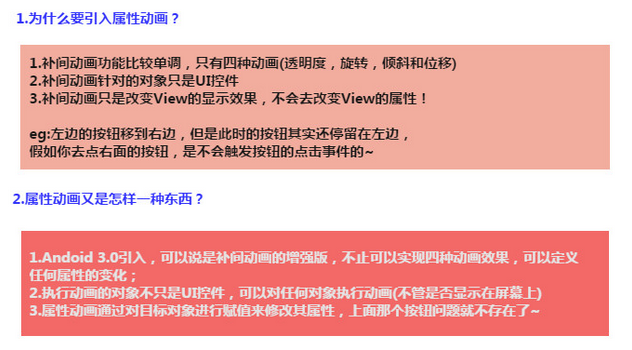 1.为什么要引入属性动画？
1.补间动画功能比较单调，只有四种动画(透明度，旋转，倾斜和位移)
2.补间动画针对的对象只是UI控件
3.补间动画只是改变View的显示效果，不会去改变View的属性！
eg:左边的按钮移到右边，但是此时的按钮其实还停留在左边，
假如你去点右面的按钮，是不会触发按钮的点击事件的~
2.属性动画又是怎样一种东西？
1.Andoid 3.0引入，可以说是补间动画的增强版，不止可以实现四种动画效果，可以定义
任何属性的变化；
2.执行动画的对象不只是UI控件，可以对任何对象执行动画(不管是否显示在屏幕上)
3.属性动画通过对目标对象进行赋值来修改其属性，上面那个按钮问题就不存在了~